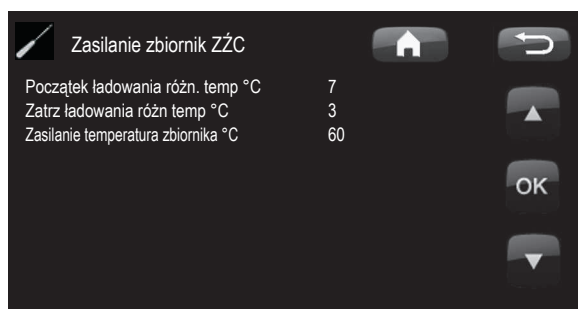 Zasilanie zbiornik ZŹC
Początek ładowania różn. temp °C 7
Zatrz ładowania różn temp °C 3
Zasilanie temperatura zbiornika °C 60
OK